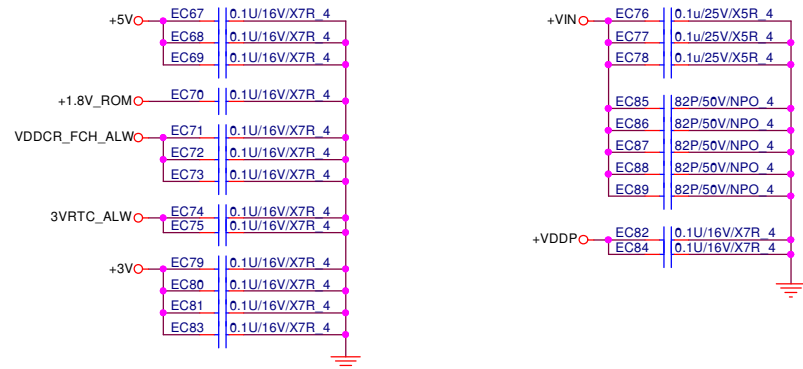 +5V EC67 0.1U/16V/X7R_4
EC68 0.1U/16V/X7R_4
EC69 0.1U/16V/X7R_4
+1.8V_ROM EC70 0.1U/16V/X7R_4
VDDCR_FCH_ALW EC71 0.1U/16V/X7R_4
EC72 0.1U/16V/X7R_4
EC73 0.1U/16V/X7R_4
3VRTC_ALW EC74 0.1U/16V/X7R_4
EC75 0.1U/16V/X7R_4
+3V EC79 0.1U/16V/X7R_4
EC80 0.1U/16V/X7R_4
EC81 0.1U/16V/X7R_4
EC83 0.1U/16V/X7R_4
+VIN EC76 0.1u/25V/X5R_4
EC77 0.1u/25V/X5R_4
EC78 0.1u/25V/X5R_4
EC85 82P/50V/NPO_4
EC86 82P/50V/NPO_4
EC87 82P/50V/NPO_4
EC88 82P/50V/NPO_4
EC89 82P/50V/NPO_4
+VDDP EC82 0.1U/16V/X7R_4
EC84 0.1U/16V/X7R_4